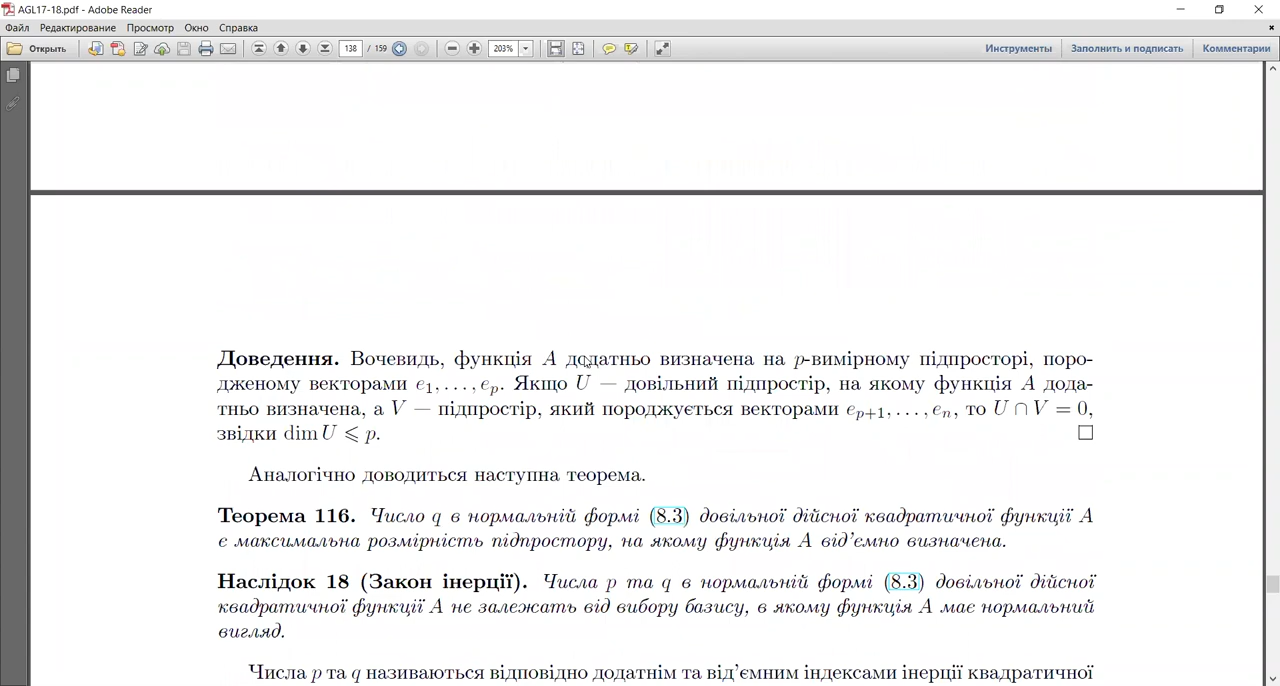 AGL17-18.pdf - Adobe Reader
Файл Редактирование Просмотр Окно Справка
Открыть 138 / 159 203% Инструменты Заполнить и подписать Комментарии
Доведення. Вочевидь, функція A додатньо визначена на p-вимірному підпросторі, поро-
дженому векторами e₁, . . . , eₚ. Якщо U — довільний підпростір, на якому функція A дода-
тньо визначена, а V — підпростір, який породжується векторами eₚ₊₁, . . . , eₙ, то U ∩ V = 0,
звідки dim U ⩽ p. □
Аналогічно доводиться наступна теорема.
Теорема 116. Число q в нормальній формі (8.3) довільної дійсної квадратичної функції A
є максимальна розмірність підпростору, на якому функція A від’ємно визначена.
Наслідок 18 (Закон інерції). Числа p та q в нормальній формі (8.3) довільної дійсної
квадратичної функції A не залежать від вибору базису, в якому функція A має нормальний
вигляд.
Числа p та q називаються відповідно додатнім та від’ємним індексами інерції квадратичної